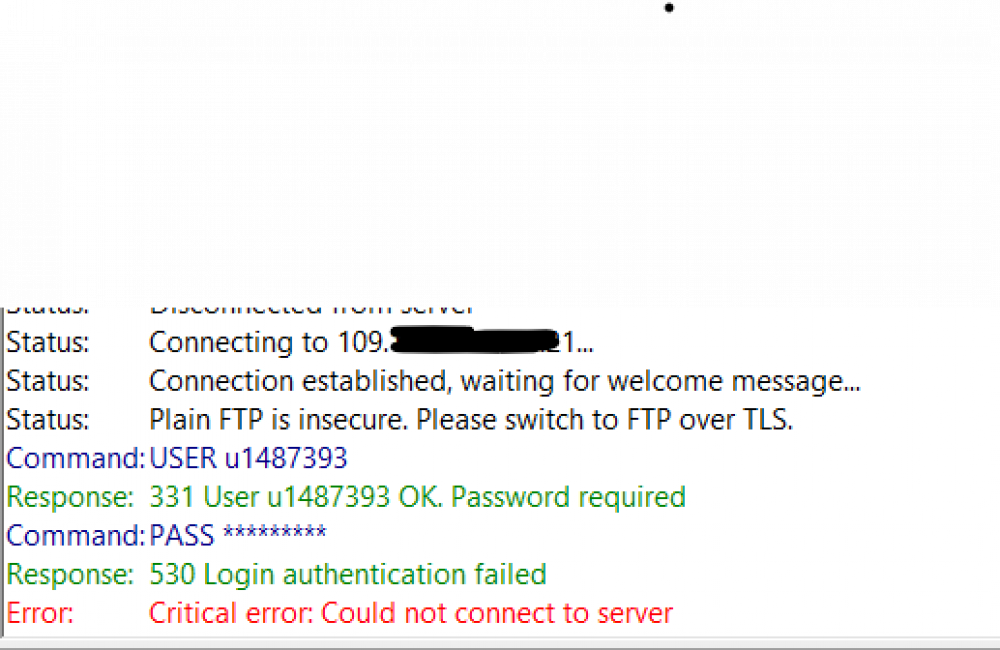 Status: Disconnected from server
Status: Connecting to 109. 21...
Status: Connection established, waiting for welcome message...
Status: Plain FTP is insecure. Please switch to FTP over TLS.
Command: USER u1487393
Response: 331 User u1487393 OK. Password required
Command: PASS *********
Response: 530 Login authentication failed
Error: Critical error: Could not connect to server